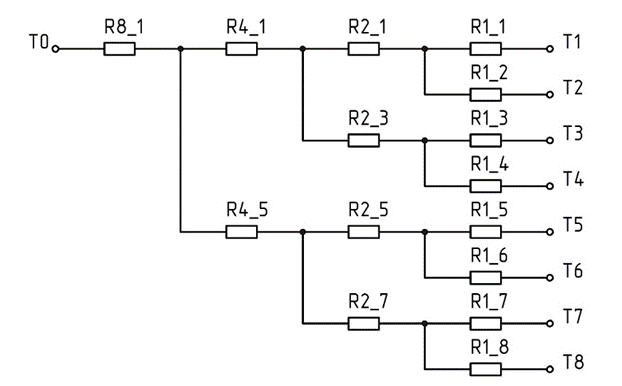 R8_1 R4_1 R2_1 R1_1
T0 T1
R1_2
T2
R2_3 R1_3
T3
R1_4
T4
R4_5 R2_5 R1_5
T5
R1_6
T6
R2_7 R1_7
T7
R1_8
T8